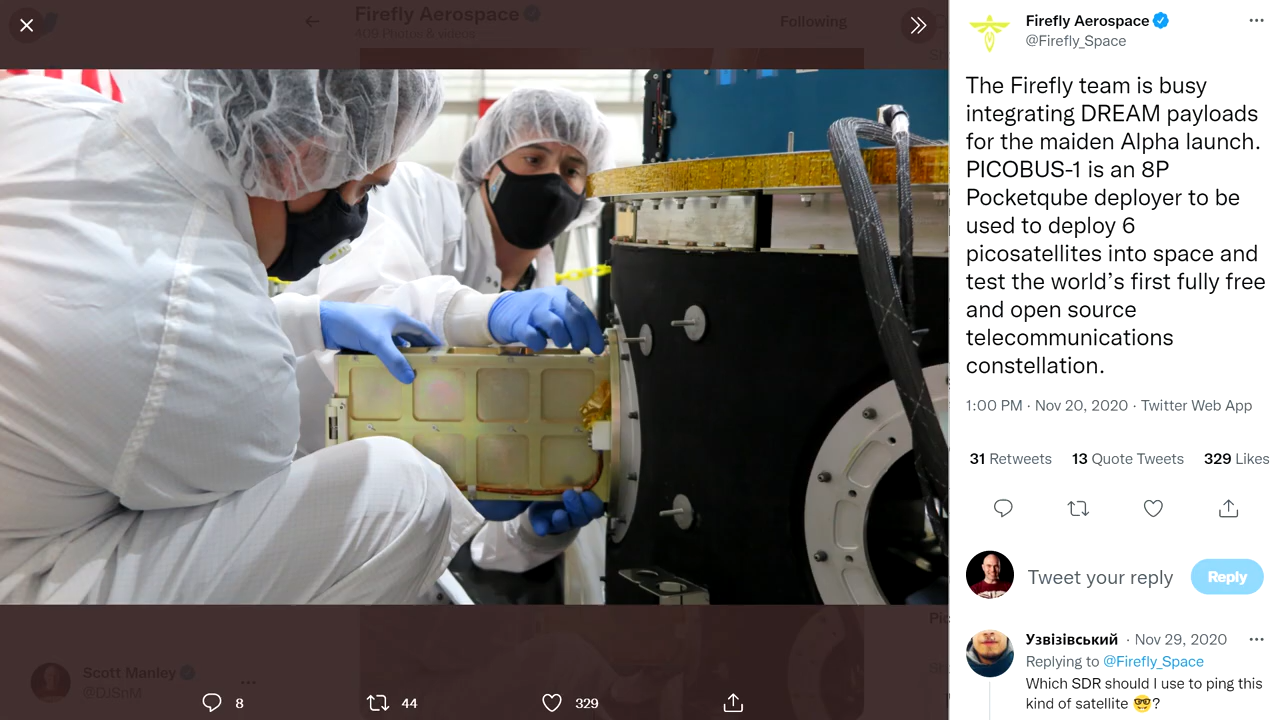 Firefly Aerospace
409 Photos & videos
Following
Firefly Aerospace
@Firefly_Space
The Firefly team is busy
integrating DREAM payloads
for the maiden Alpha launch.
PICOBUS-1 is an 8P
Pocketqube deployer to be
used to deploy 6
picosatellites into space and
test the world’s first fully free
and open source
telecommunications
constellation.
1:00 PM · Nov 20, 2020 · Twitter Web App
31 Retweets 13 Quote Tweets 329 Likes
Tweet your reply Reply
Узвізівський · Nov 29, 2020
Replying to @Firefly_Space
Which SDR should I use to ping this
kind of satellite 🤓?
Scott Manley
@DJSnM
8 44 329